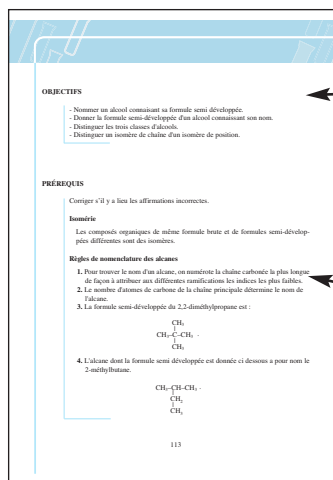 OBJECTIFS
- Nommer un alcool connaisant sa formule semi développée.
- Donner la formule semi-développée d'un alcool connaissant son nom.
- Distinguer les trois classes d'alcools.
- Distinguer un isomère de chaîne d'un isomère de position.
PRÉREQUIS
Corriger s'il y a lieu les affirmations incorrectes.
Isomérie
Les composés organiques de même formule brute et de formules semi-dévelop-
pées différentes sont des isomères.
Règles de nomenclature des alcanes
1. Pour trouver le nom d'un alcane, on numérote la chaîne carbonée la plus longue
de façon à attribuer aux différentes ramifications les indices les plus faibles.
2. Le nombre d'atomes de carbone de la chaîne principale détermine le nom de
l'alcane.
3. La formule semi-développée du 2,2-diméthylpropane est :
CH₃
CH₃–C–CH₃ .
CH₃
4. L'alcane dont la formule semi développée est donnée ci dessous a pour nom le
2-méthylbutane.
CH₃–CH–CH₃ .
CH₂
CH₃
113